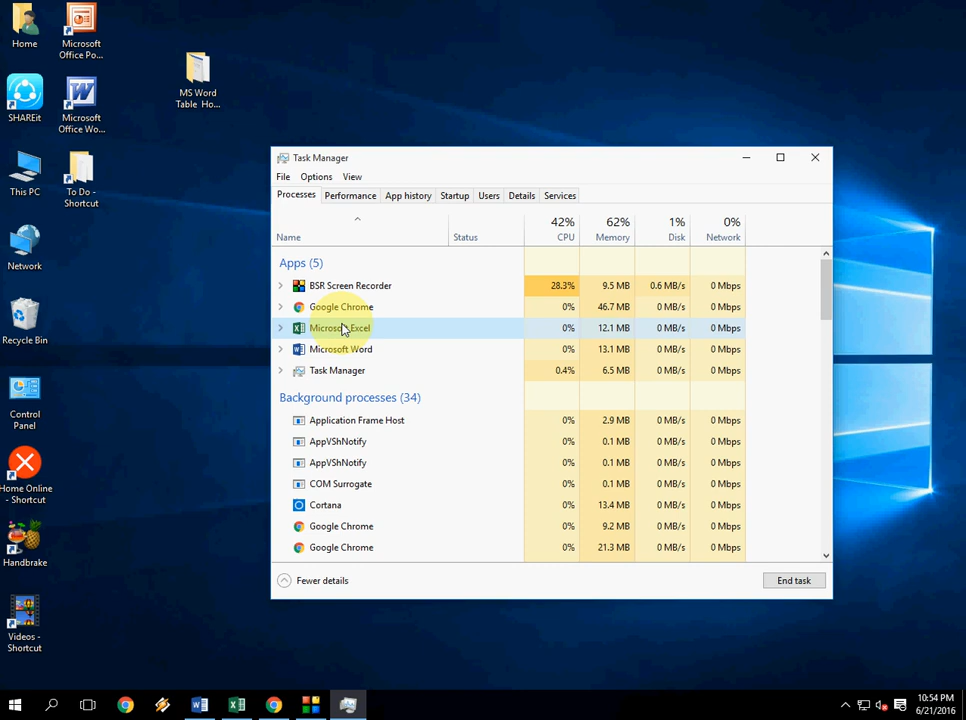 Home
Microsoft
Office Po...
SHAREit
Microsoft
Office Wo...
MS Word
Table Ho...
This PC
To Do -
Shortcut
Network
Recycle Bin
Control
Panel
Home Online
- Shortcut
Handbrake
Videos -
Shortcut
Task Manager
File Options View
Processes Performance App history Startup Users Details Services
42% 62% 1% 0%
Name Status CPU Memory Disk Network
Apps (5)
BSR Screen Recorder 28.3% 9.5 MB 0.6 MB/s 0 Mbps
Google Chrome 0% 46.7 MB 0 MB/s 0 Mbps
Microsoft Excel 0% 12.1 MB 0 MB/s 0 Mbps
Microsoft Word 0% 13.1 MB 0 MB/s 0 Mbps
Task Manager 0.4% 6.5 MB 0 MB/s 0 Mbps
Background processes (34)
Application Frame Host 0% 2.9 MB 0 MB/s 0 Mbps
AppVShNotify 0% 0.1 MB 0 MB/s 0 Mbps
AppVShNotify 0% 0.1 MB 0 MB/s 0 Mbps
COM Surrogate 0% 0.1 MB 0 MB/s 0 Mbps
Cortana 0% 13.4 MB 0 MB/s 0 Mbps
Google Chrome 0% 9.2 MB 0 MB/s 0 Mbps
Google Chrome 0% 21.3 MB 0 MB/s 0 Mbps
Fewer details End task
10:54 PM
6/21/2016